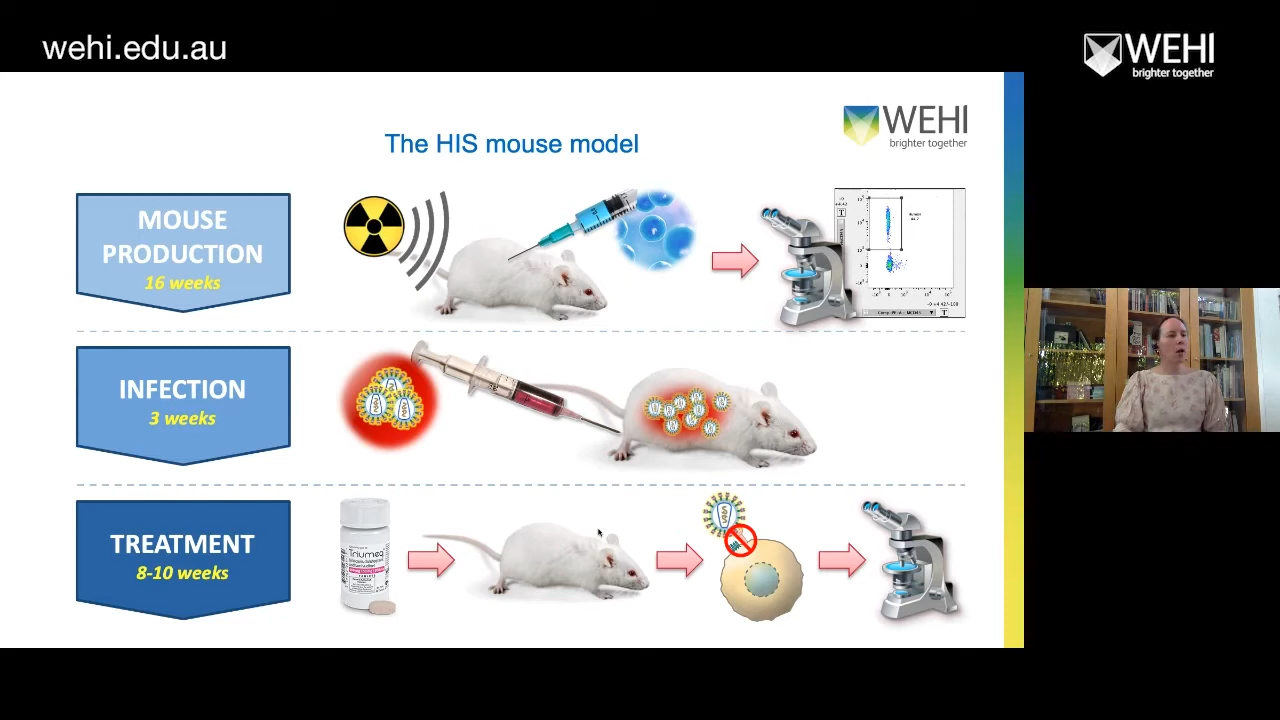 wehi.edu.au
WEHI
brighter together
The HIS mouse model
WEHI
brighter together
MOUSE
PRODUCTION
16 weeks
INFECTION
3 weeks
TREATMENT
8-10 weeks
Triumeq